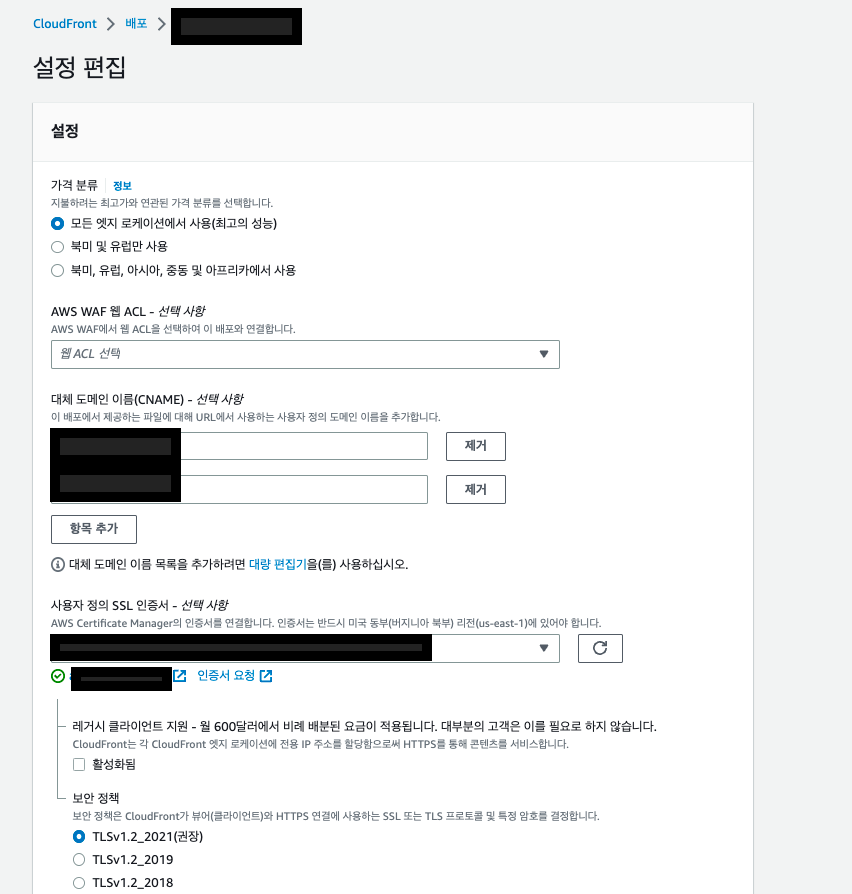 CloudFront > 배포 >
설정 편집
설정
가격 분류 | 정보
지불하려는 최고가와 연관된 가격 분류를 선택합니다.
모든 엣지 로케이션에서 사용(최고의 성능)
북미 및 유럽만 사용
북미, 유럽, 아시아, 중동 및 아프리카에서 사용
AWS WAF 웹 ACL - 선택 사항
AWS WAF에서 웹 ACL을 선택하여 이 배포와 연결합니다.
웹 ACL 선택
대체 도메인 이름(CNAME) - 선택 사항
이 배포에서 제공하는 파일에 대해 URL에서 사용하는 사용자 정의 도메인 이름을 추가합니다.
제거
제거
항목 추가
대체 도메인 이름 목록을 추가하려면 대량 편집기을(를) 사용하십시오.
사용자 정의 SSL 인증서 - 선택 사항
AWS Certificate Manager의 인증서를 연결합니다. 인증서는 반드시 미국 동부(버지니아 북부) 리전(us-east-1)에 있어야 합니다.
인증서 요청
레거시 클라이언트 지원 - 월 600달러에서 비례 배분된 요금이 적용됩니다. 대부분의 고객은 이를 필요로 하지 않습니다.
CloudFront는 각 CloudFront 엣지 로케이션에 전용 IP 주소를 할당함으로써 HTTPS를 통해 콘텐츠를 서비스합니다.
활성화됨
보안 정책
보안 정책은 CloudFront가 뷰어(클라이언트)와 HTTPS 연결에 사용하는 SSL 또는 TLS 프로토콜 및 특정 암호를 결정합니다.
TLSv1.2_2021(권장)
TLSv1.2_2019
TLSv1.2_2018